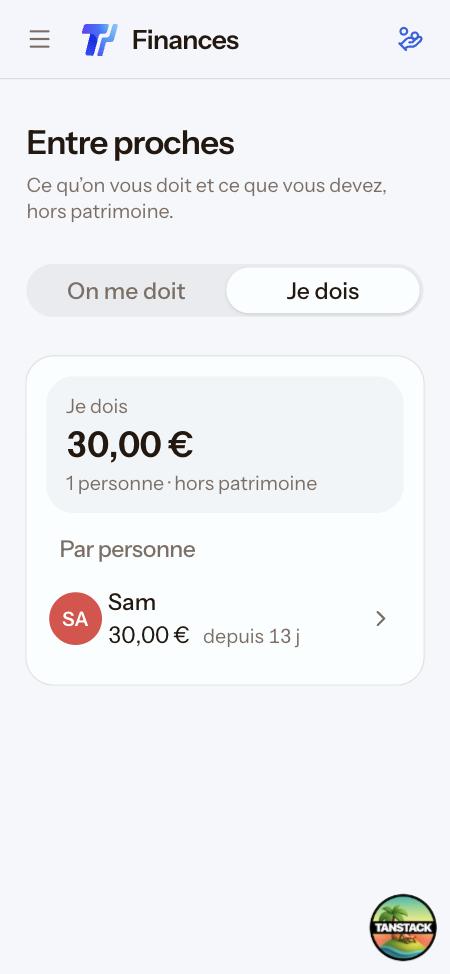 Finances
Entre proches
Ce qu’on vous doit et ce que vous devez,
hors patrimoine.
On me doit
Je dois
Je dois
30,00 €
1 personne · hors patrimoine
Par personne
SA
Sam
30,00 € depuis 13 j
TANSTACK